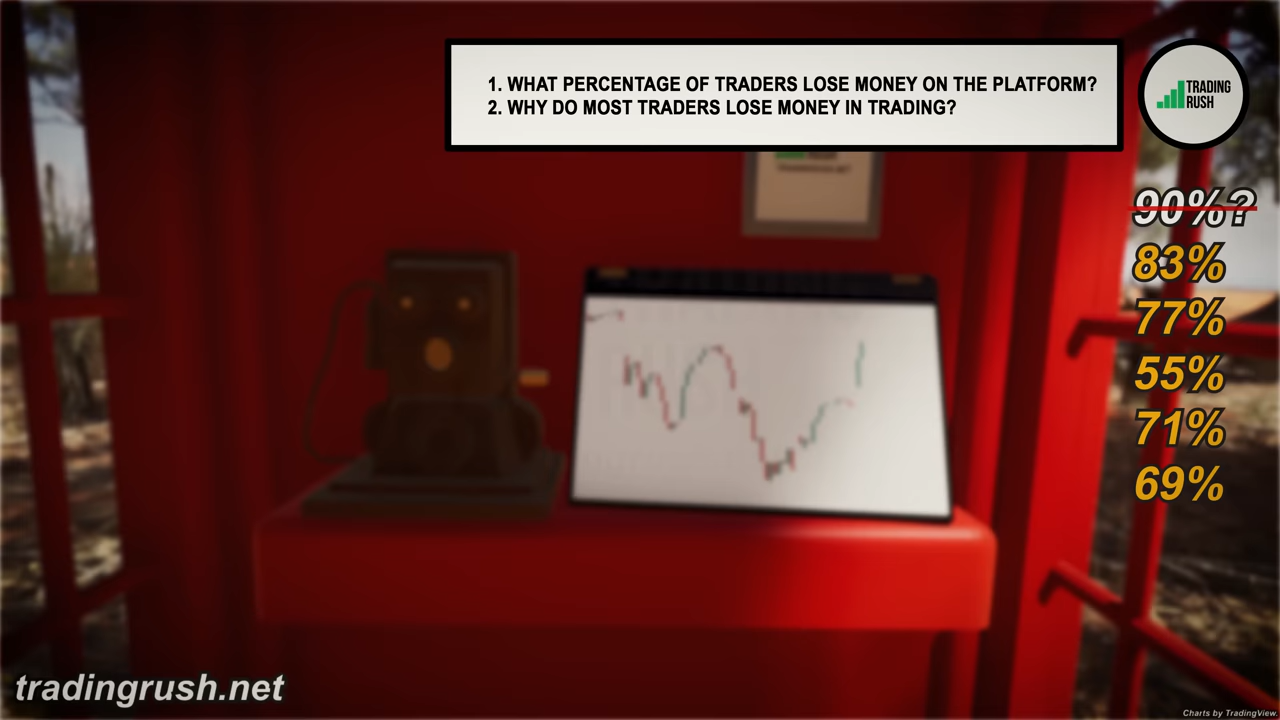 1. WHAT PERCENTAGE OF TRADERS LOSE MONEY ON THE PLATFORM?
2. WHY DO MOST TRADERS LOSE MONEY IN TRADING?
TRADING
RUSH
90%?
83%
77%
55%
71%
69%
tradingrush.net
Charts by TradingView.